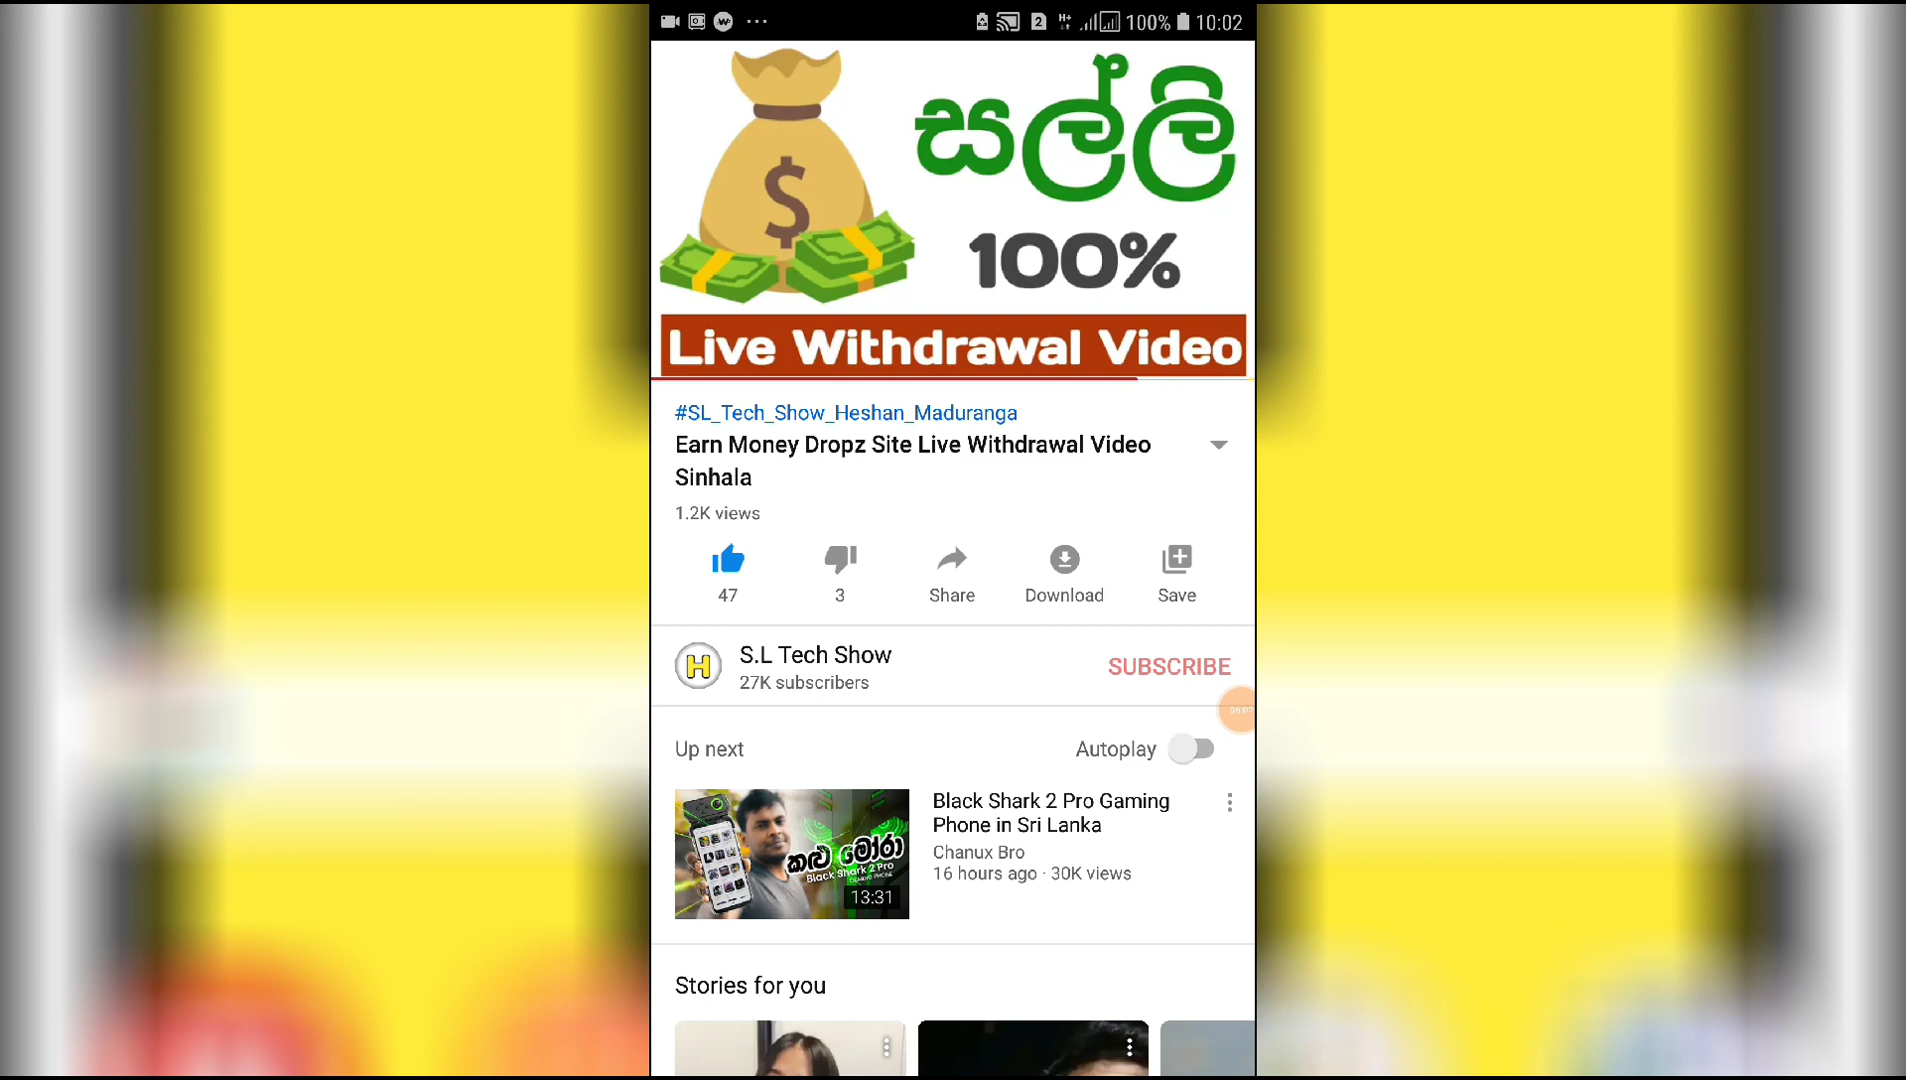 100% 10:02
සල්ලි
$
100%
Live Withdrawal Video
#SL_Tech_Show_Heshan_Maduranga
Earn Money Dropz Site Live Withdrawal Video
Sinhala
1.2K views
47
3
Share
Download
Save
H
S.L Tech Show
27K subscribers
SUBSCRIBE
Up next
Autoplay
කළු මෝරා
Black Shark 2 Pro
13:31
Black Shark 2 Pro Gaming
Phone in Sri Lanka
Chanux Bro
16 hours ago · 30K views
Stories for you